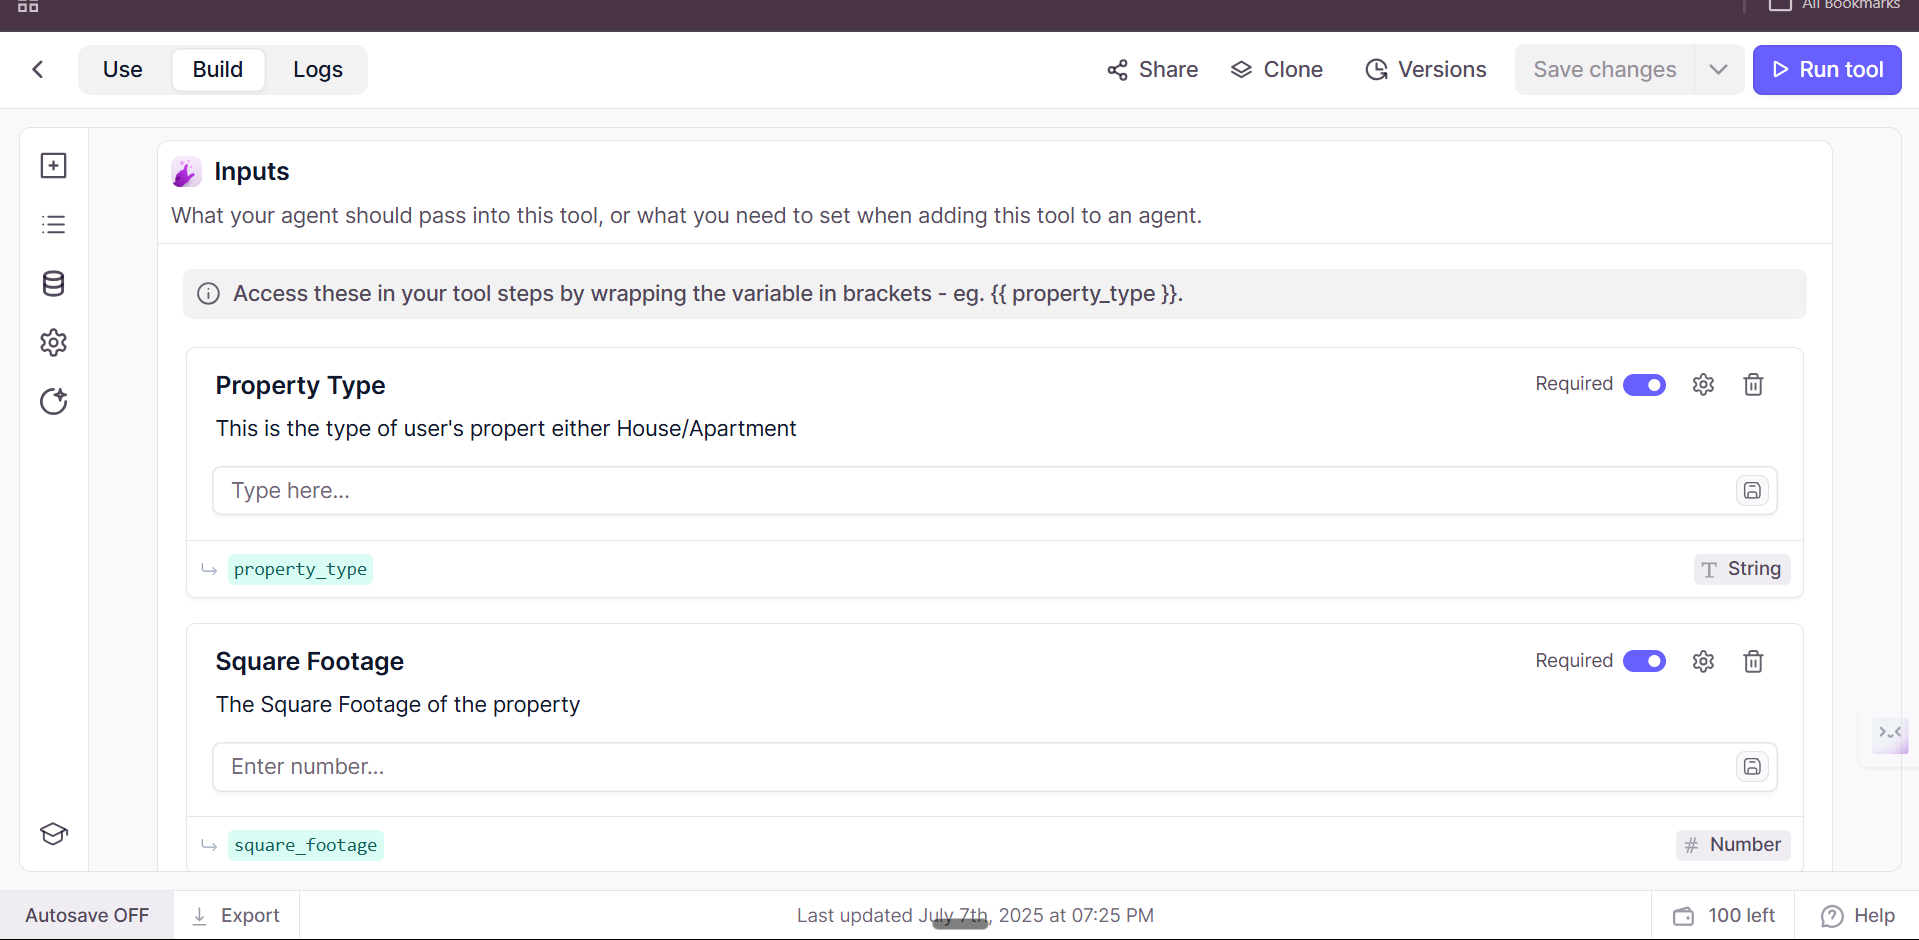 All Bookmarks
Use
Build
Logs
Share
Clone
Versions
Save changes
Run tool
Inputs
What your agent should pass into this tool, or what you need to set when adding this tool to an agent.
Access these in your tool steps by wrapping the variable in brackets - eg. {{ property_type }}.
Property Type
Required
This is the type of user's propert either House/Apartment
Type here...
property_type
String
Square Footage
Required
The Square Footage of the property
Enter number...
square_footage
# Number
Autosave OFF
Export
Last updated July 7th, 2025 at 07:25 PM
100 left
Help